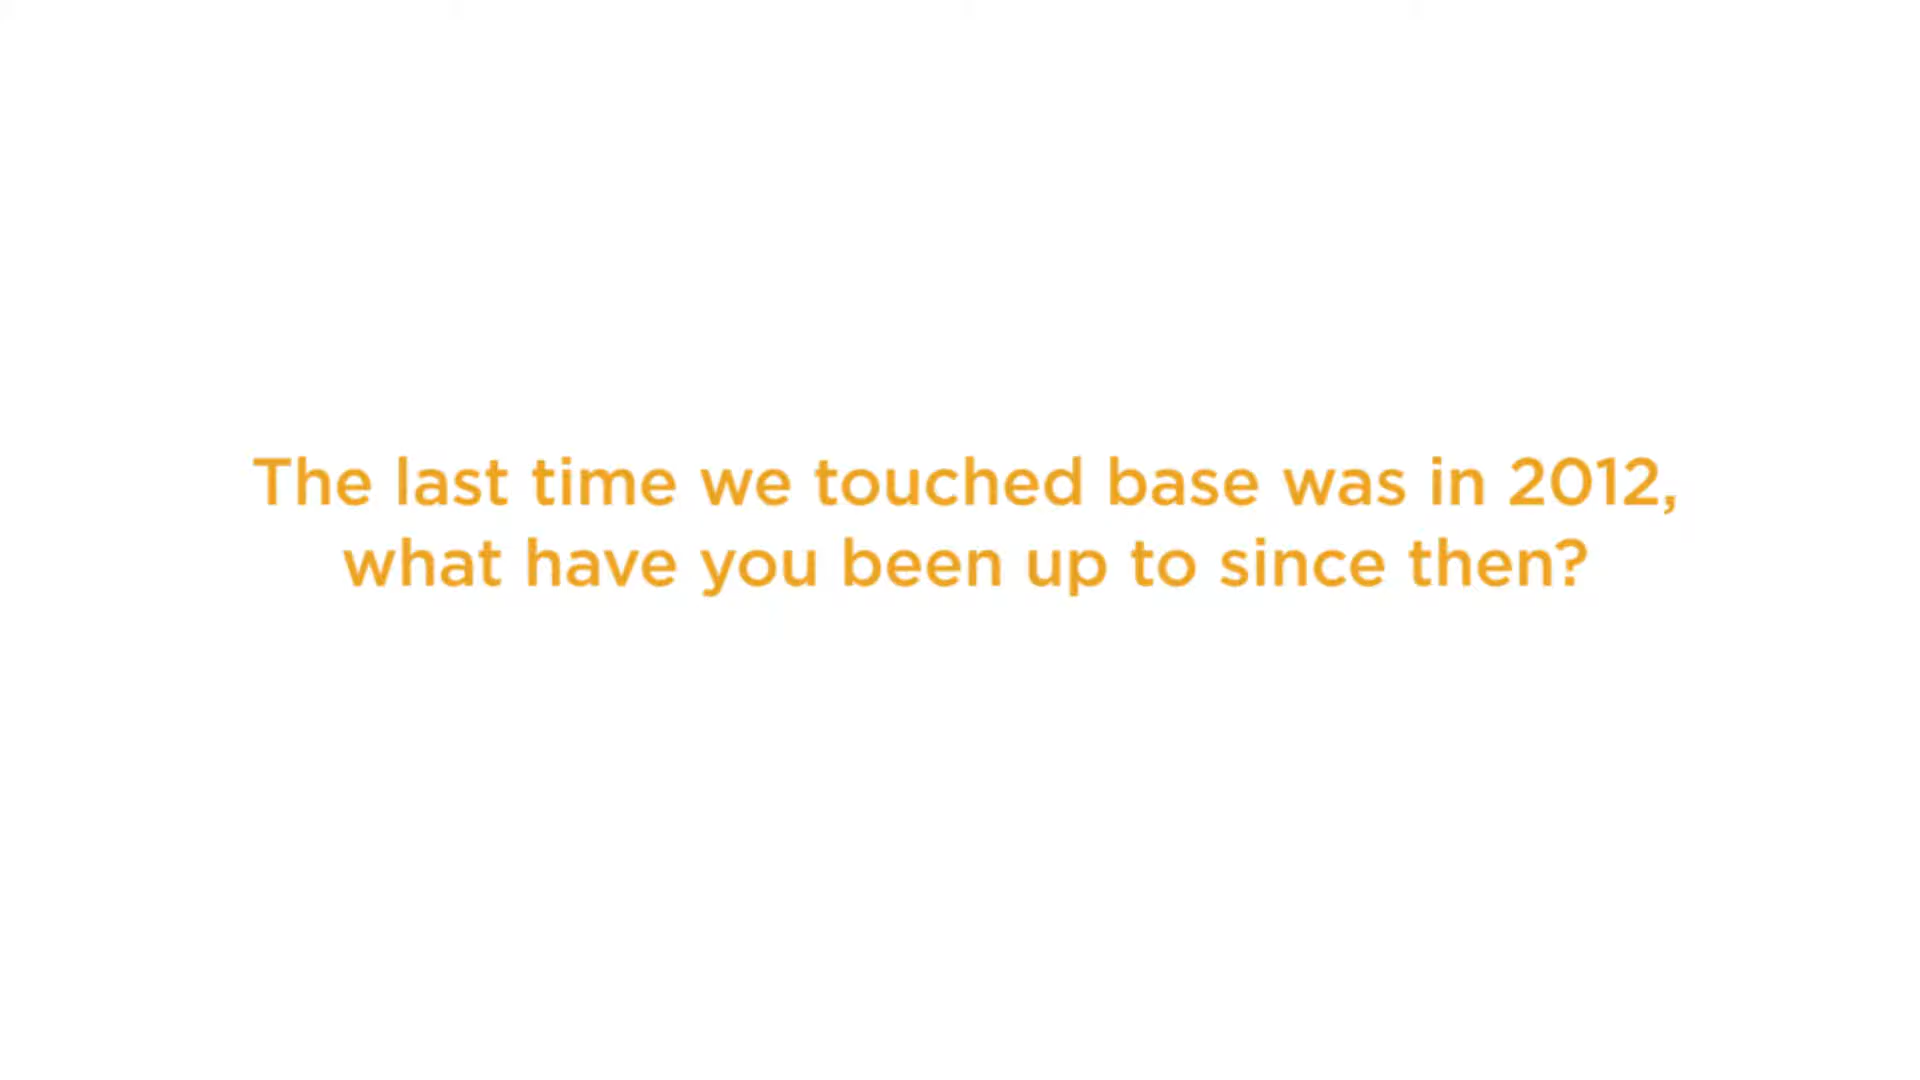 The last time we touched base was in 2012,
what have you been up to since then?